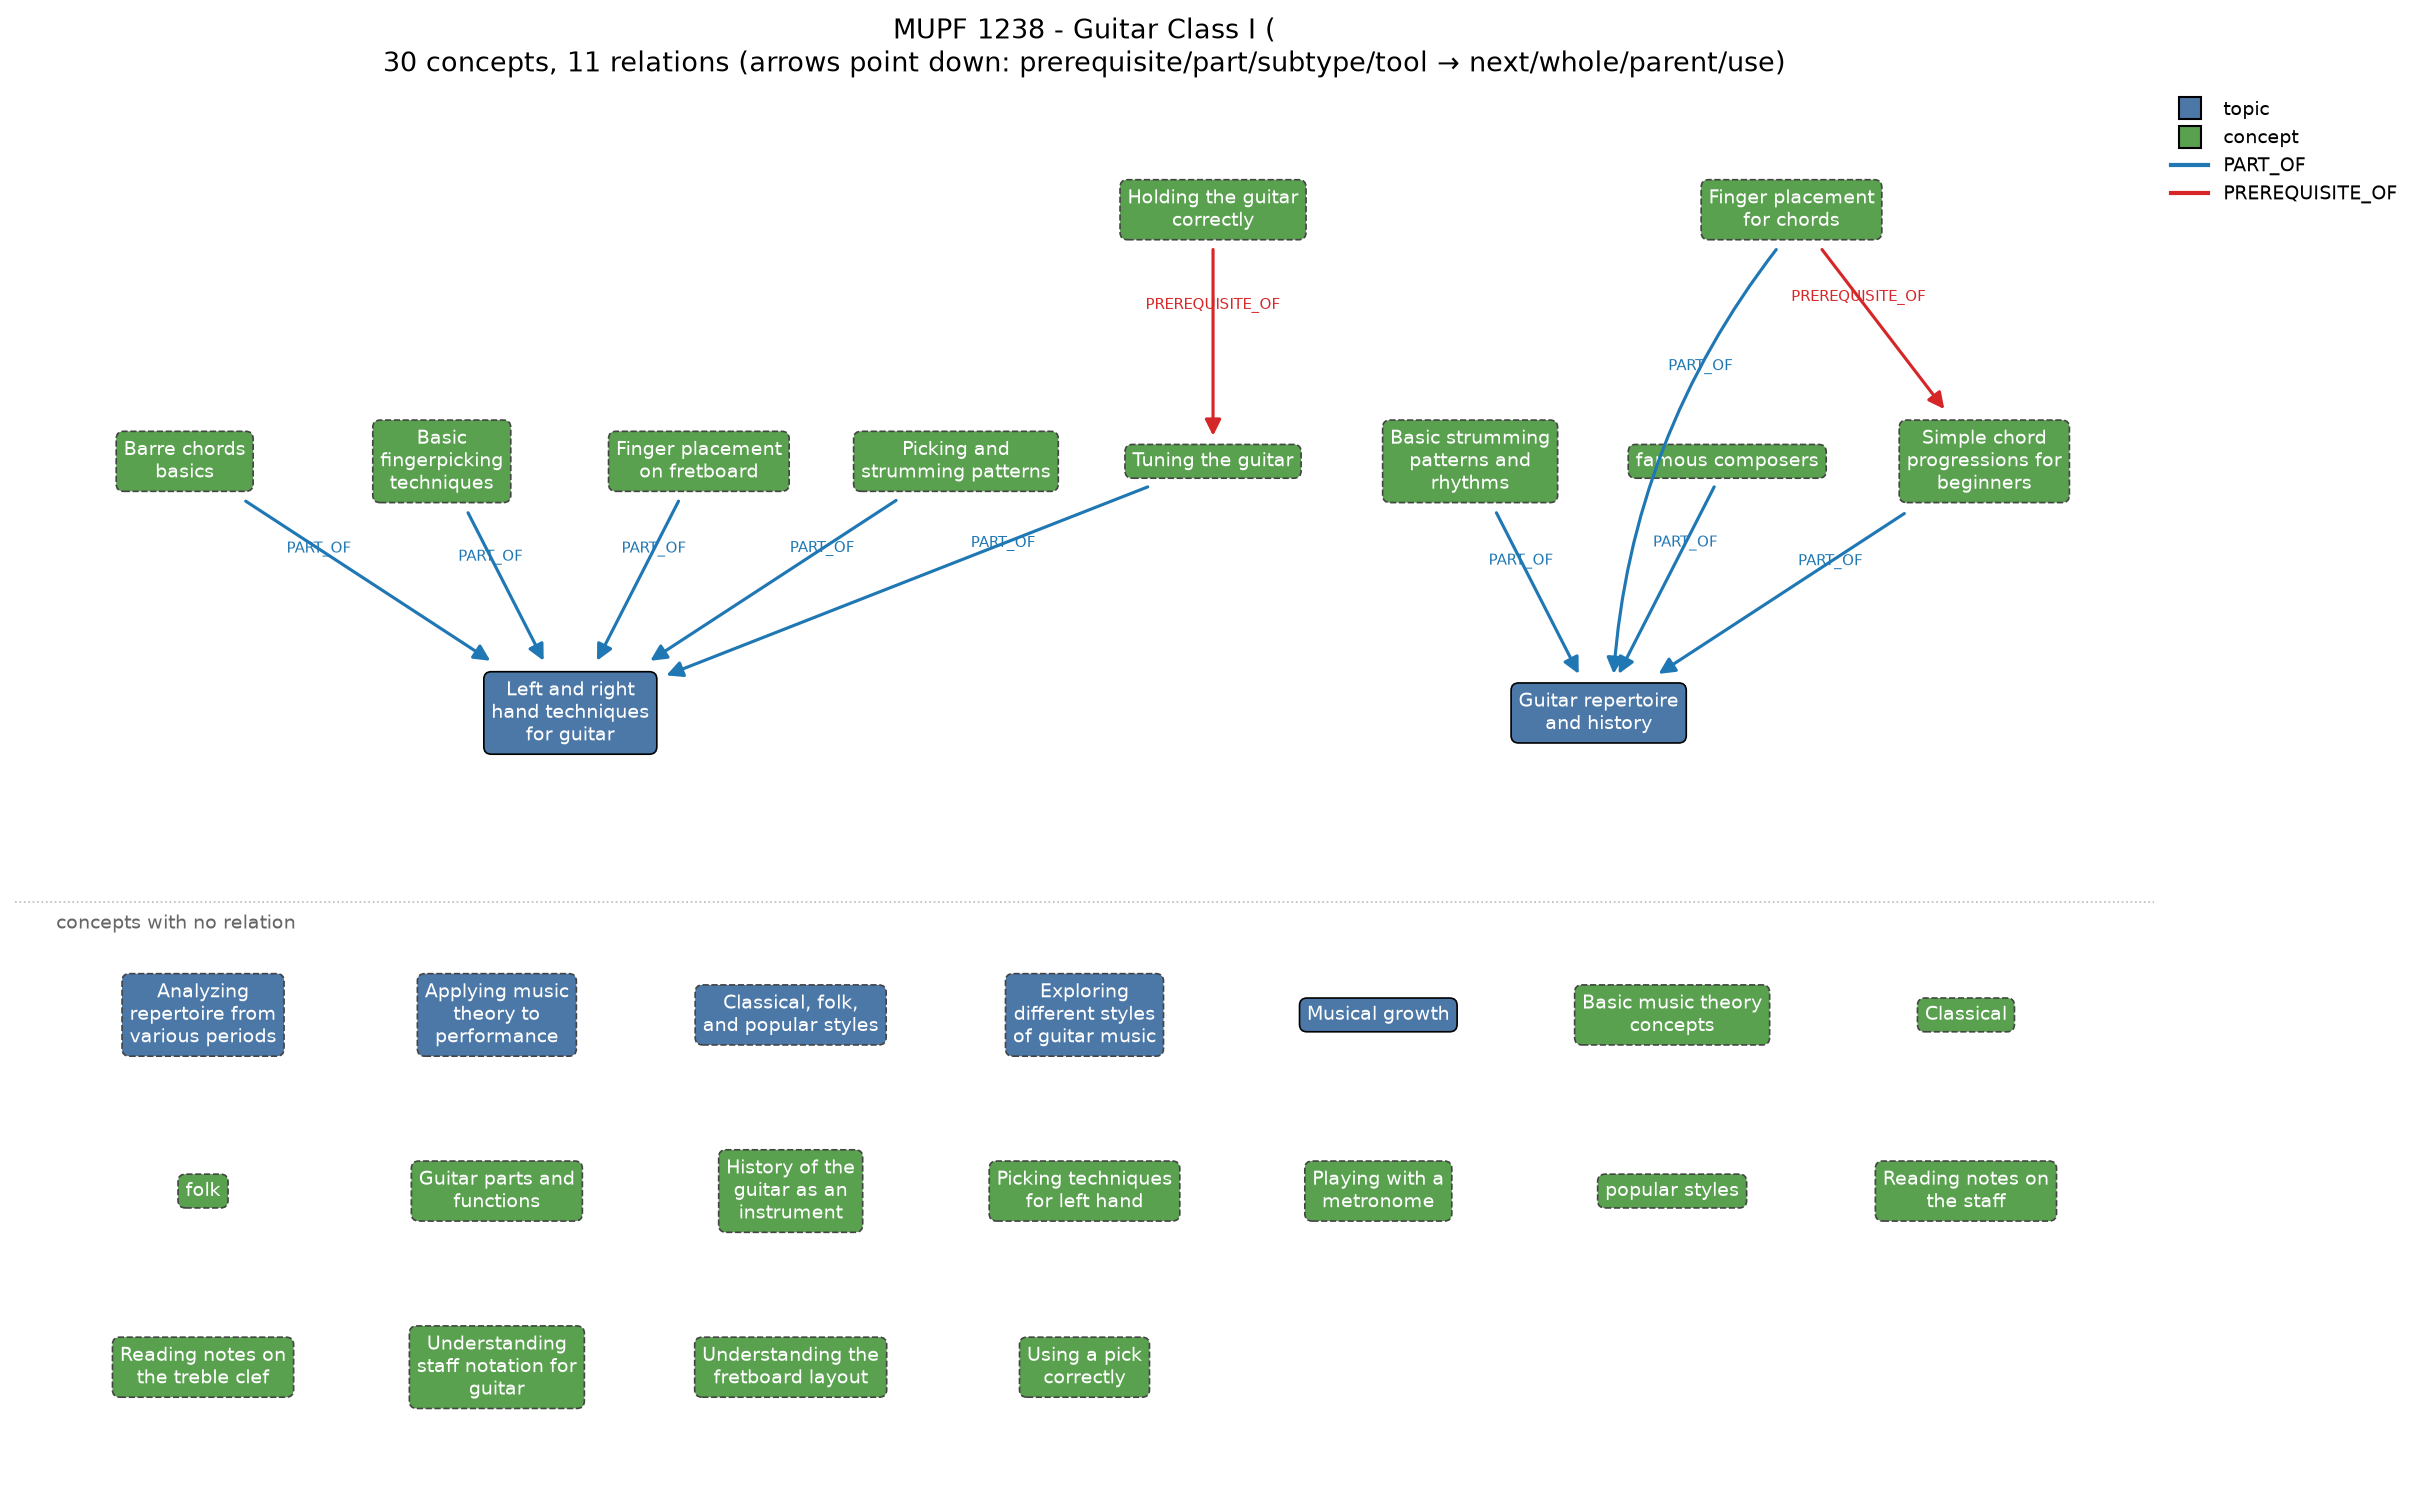 MUPF 1238 - Guitar Class I (
30 concepts, 11 relations (arrows point down: prerequisite/part/subtype/tool → next/whole/parent/use)
topic
concept
PART_OF
PREREQUISITE_OF
Holding the guitar
correctly
Finger placement
for chords
PREREQUISITE_OF
PREREQUISITE_OF
PART_OF
Barre chords
basics
Basic
fingerpicking
techniques
Finger placement
on fretboard
Picking and
strumming patterns
Tuning the guitar
Basic strumming
patterns and
rhythms
famous composers
Simple chord
progressions for
beginners
PART_OF
PART_OF
PART_OF
PART_OF
PART_OF
PART_OF
PART_OF
PART_OF
Left and right
hand techniques
for guitar
Guitar repertoire
and history
concepts with no relation
Analyzing
repertoire from
various periods
Applying music
theory to
performance
Classical, folk,
and popular styles
Exploring
different styles
of guitar music
Musical growth
Basic music theory
concepts
Classical
folk
Guitar parts and
functions
History of the
guitar as an
instrument
Picking techniques
for left hand
Playing with a
metronome
popular styles
Reading notes on
the staff
Reading notes on
the treble clef
Understanding
staff notation for
guitar
Understanding the
fretboard layout
Using a pick
correctly